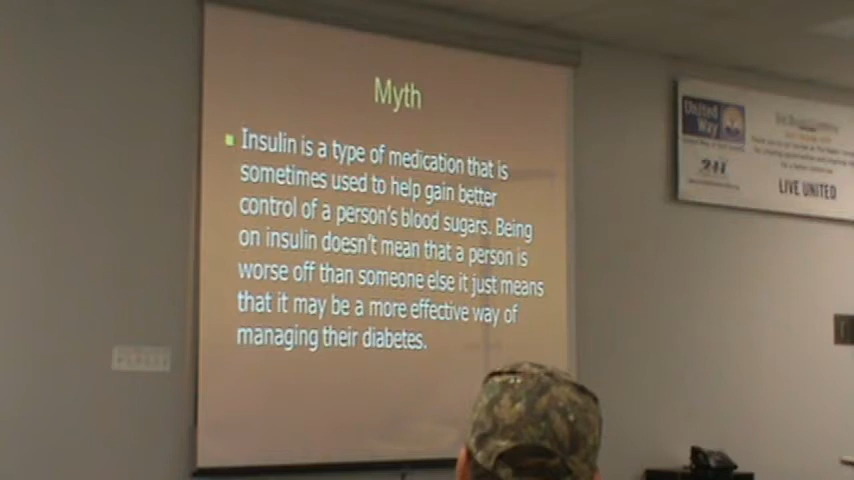 Myth
Insulin is a type of medication that is
sometimes used to help gain better
control of a person's blood sugars. Being
on insulin doesn't mean that a person is
worse off than someone else it just means
that it may be a more effective way of
managing their diabetes.
United
Way
211
LIVE UNITED